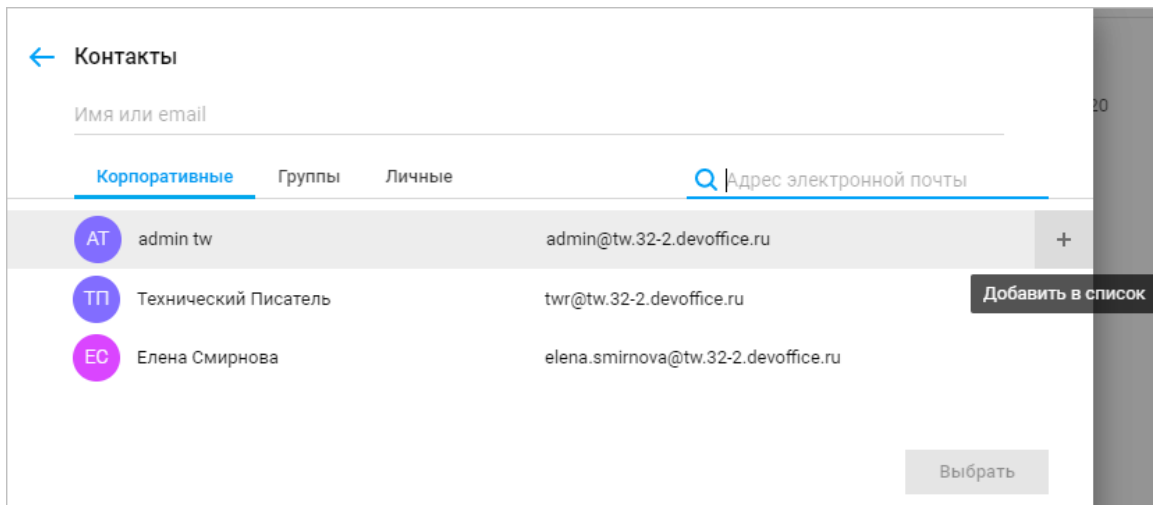 Контакты
Имя или email
20
Корпоративные Группы Личные Адрес электронной почты
АТ admin tw admin@tw.32-2.devoffice.ru +
Добавить в список
ТП Технический Писатель twr@tw.32-2.devoffice.ru
ЕС Елена Смирнова elena.smirnova@tw.32-2.devoffice.ru
Выбрать